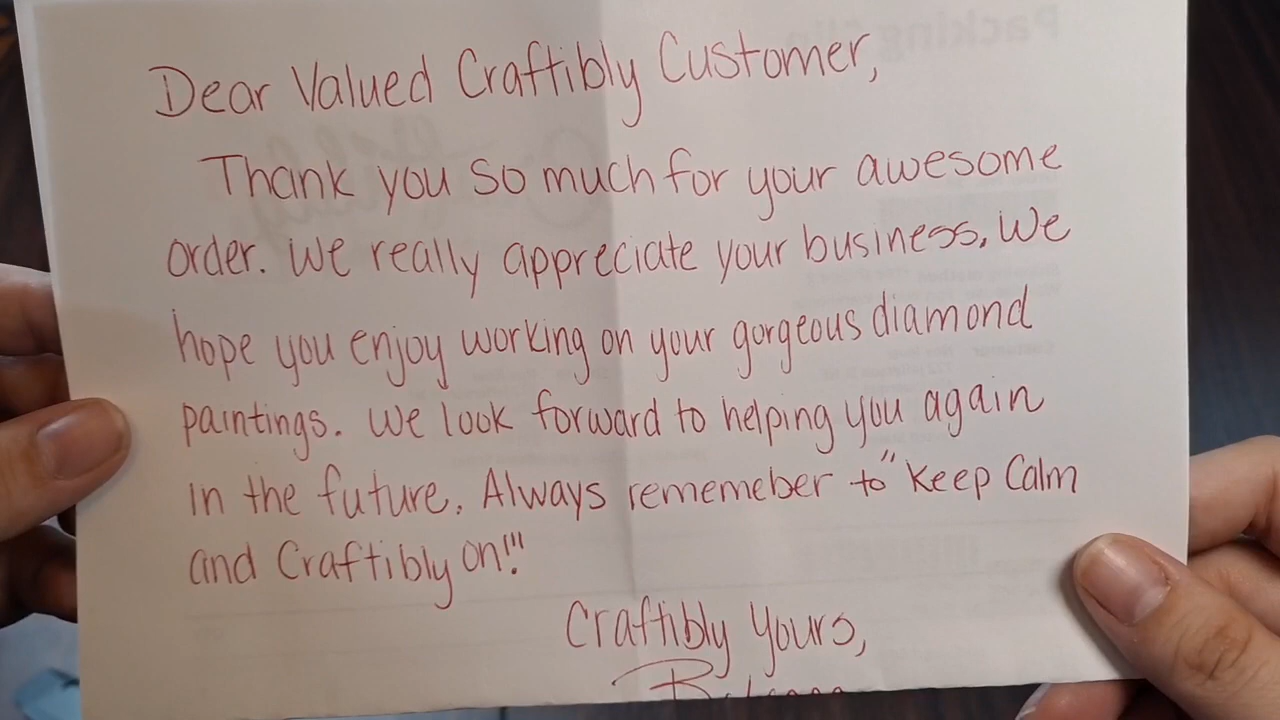 Dear Valued Craftibly Customer,
Thank you so much for your awesome
order. We really appreciate your business. We
hope you enjoy working on your gorgeous diamond
paintings. We look forward to helping you again
in the future. Always rememeber to "Keep Calm
and Craftibly on!!"
Craftibly Yours,
Packing